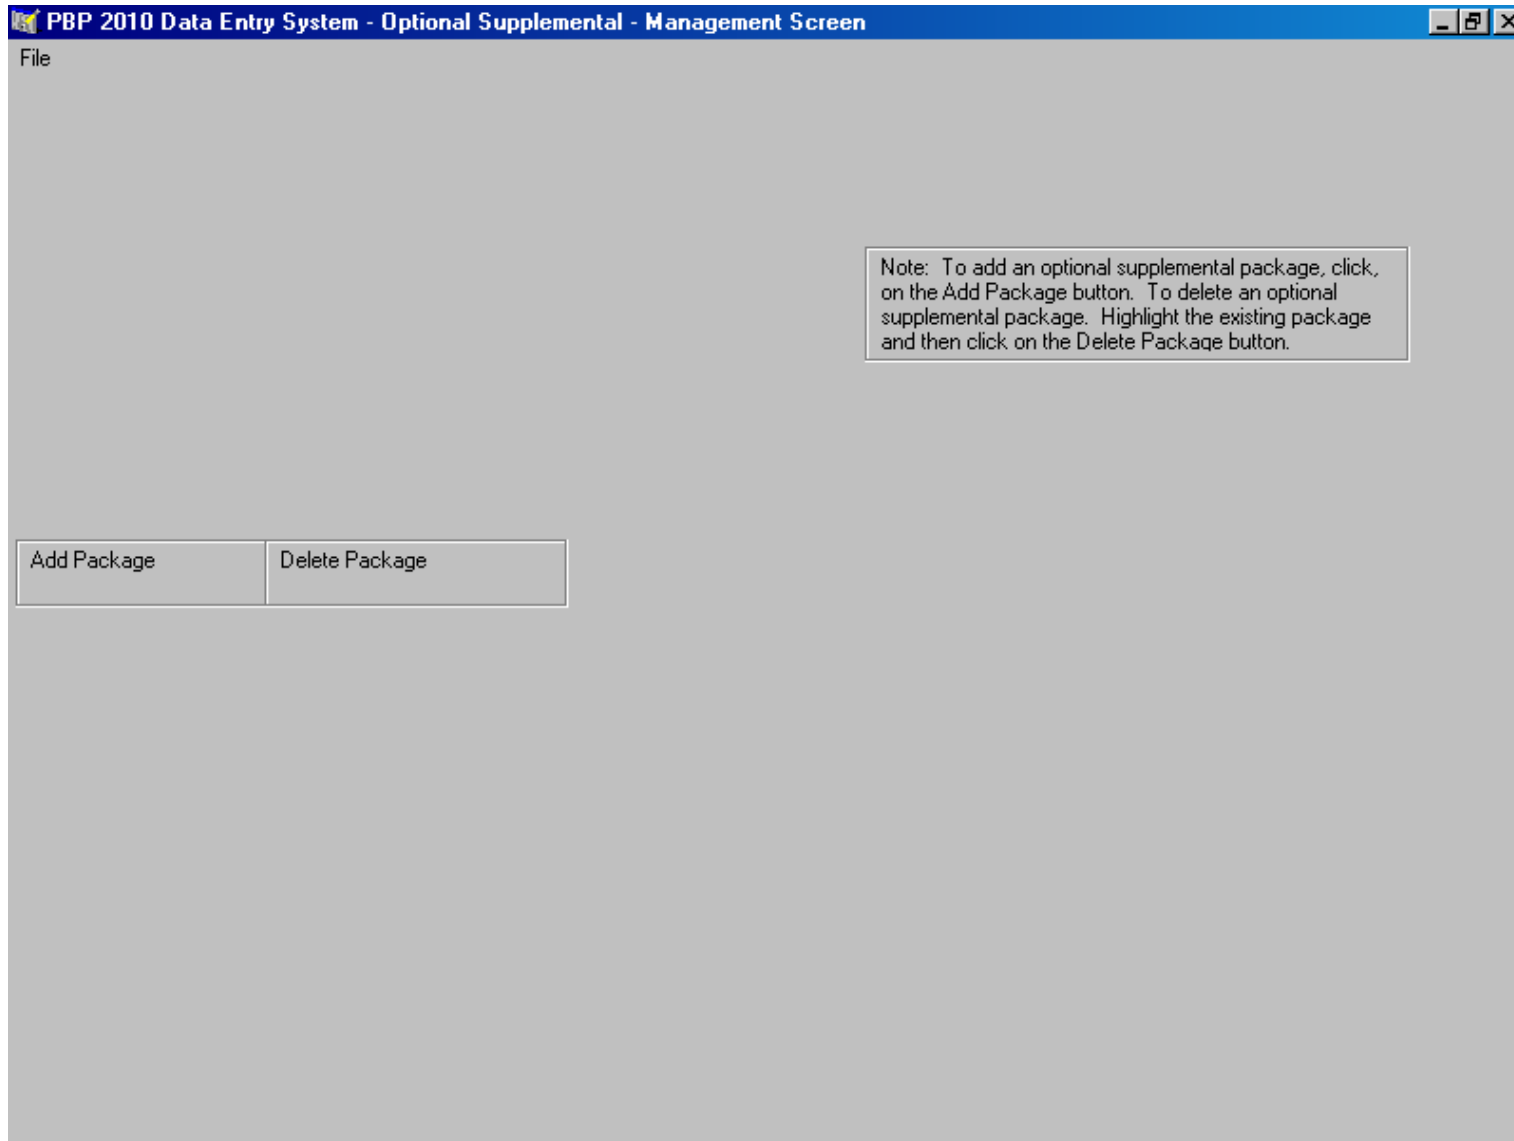 PBP 2010 Data Entry System - Optional Supplemental - Management Screen
File
Note: To add an optional supplemental package, click,
on the Add Package button. To delete an optional
supplemental package. Highlight the existing package
and then click on the Delete Package button.
Add Package Delete Package